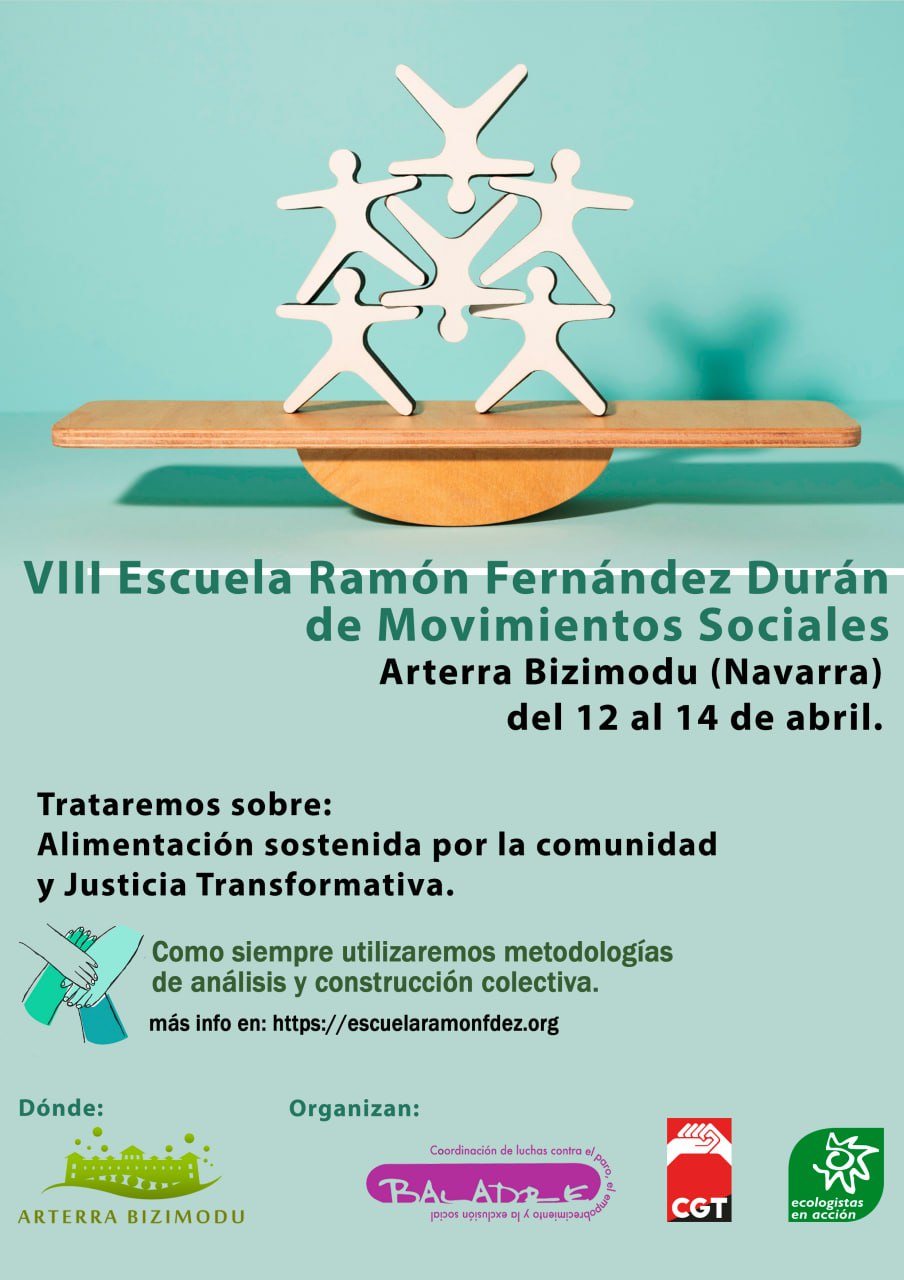 VIII Escuela Ramón Fernández Durán
de Movimientos Sociales
Arterra Bizimodu (Navarra)
del 12 al 14 de abril.
Trataremos sobre:
Alimentación sostenida por la comunidad
y Justicia Transformativa.
Como siempre utilizaremos metodologías
de análisis y construcción colectiva.
más info en: https://escuelaramonfdez.org
Dónde:
Organizan:
ARTERRA BIZIMODU
Coordinación de luchas contra el paro, el empobrecimiento y la exclusión social
BALADRE
CGT
ecologistas
en acción